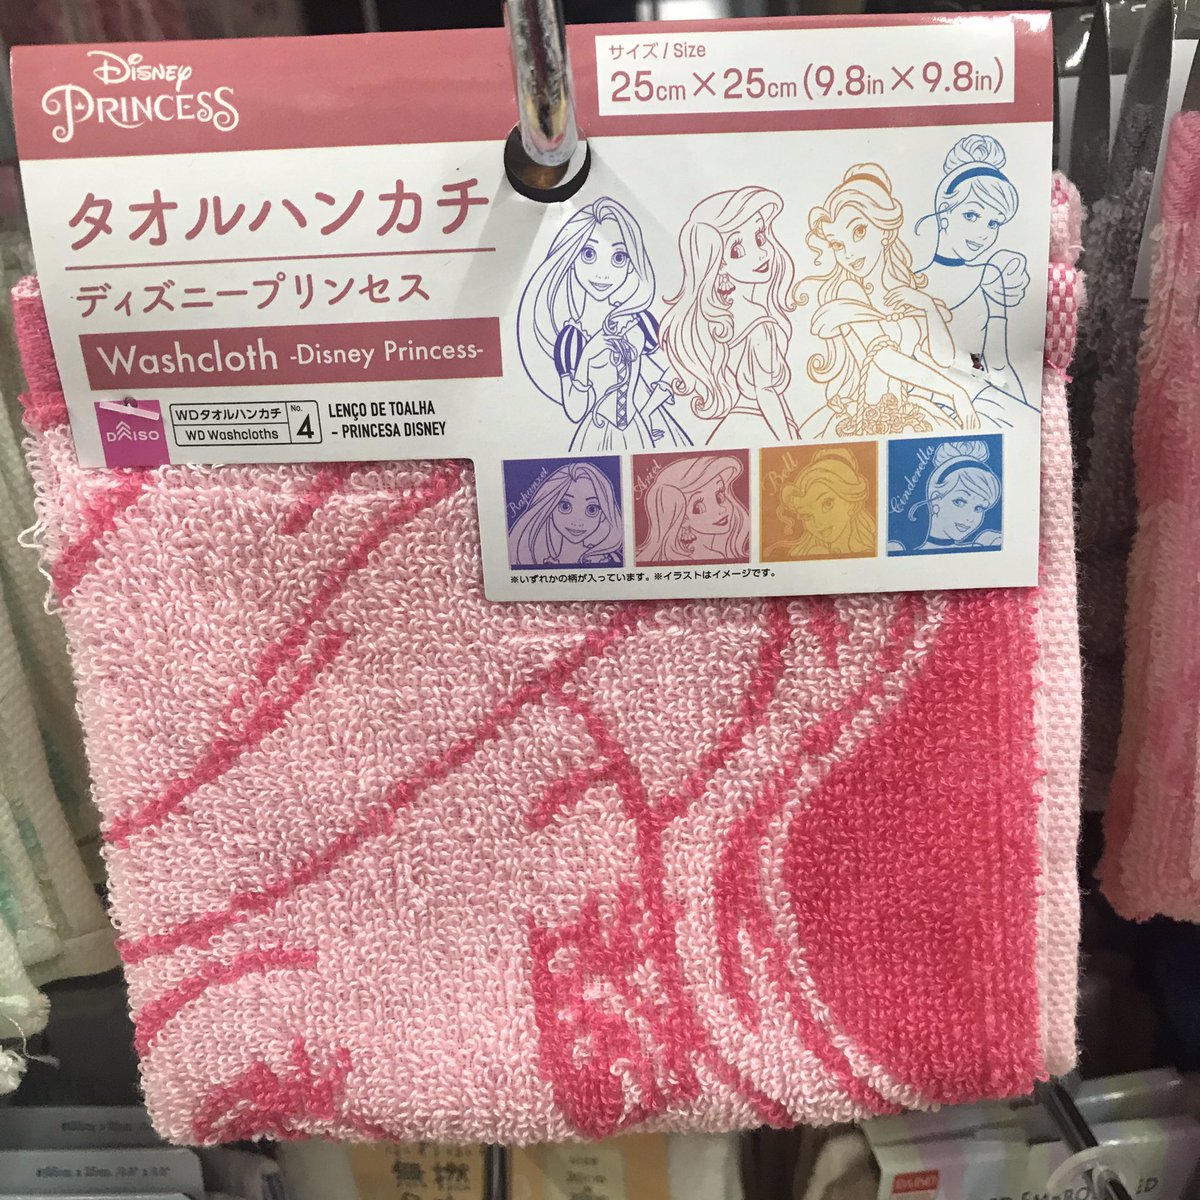 Disney
PRINCESS
サイズ / Size
25cm×25cm(9.8in×9.8in)
タオルハンカチ
ディズニープリンセス
Washcloth -Disney Princess-
DAISO
WDタオルハンカチ
WD Washcloths
No.
4
LENÇO DE TOALHA
- PRINCESA DISNEY
Rapunzel
Ariel
Bell
Cinderella
※いずれかの柄が入っています。※イラストはイメージです。
DAISO